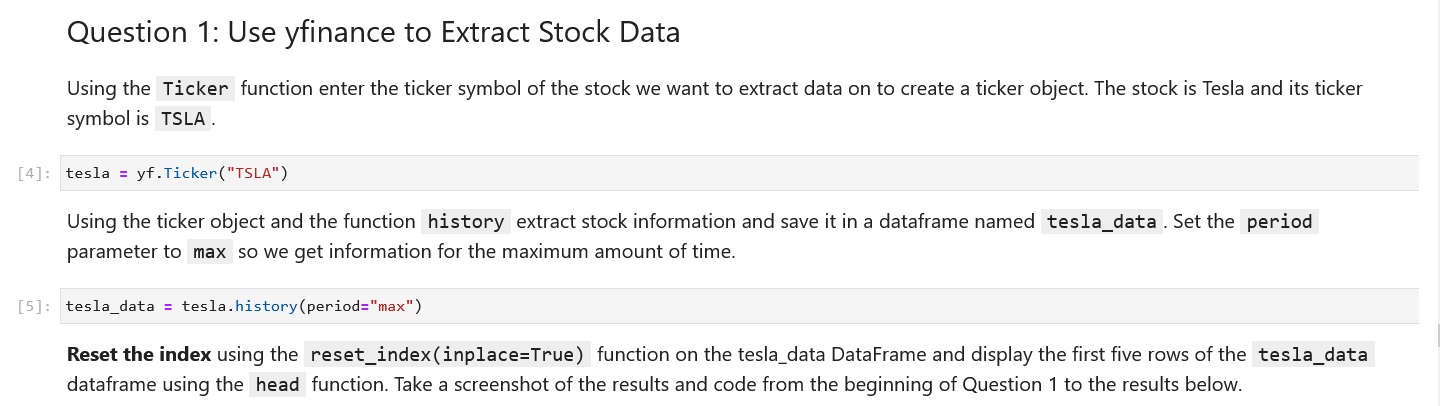 Question 1: Use yfinance to Extract Stock Data
Using the Ticker function enter the ticker symbol of the stock we want to extract data on to create a ticker object. The stock is Tesla and its ticker
symbol is TSLA .
[4]: tesla = yf.Ticker("TSLA")
Using the ticker object and the function history extract stock information and save it in a dataframe named tesla_data . Set the period
parameter to max so we get information for the maximum amount of time.
[5]: tesla_data = tesla.history(period="max")
Reset the index using the reset_index(inplace=True) function on the tesla_data DataFrame and display the first five rows of the tesla_data
dataframe using the head function. Take a screenshot of the results and code from the beginning of Question 1 to the results below.